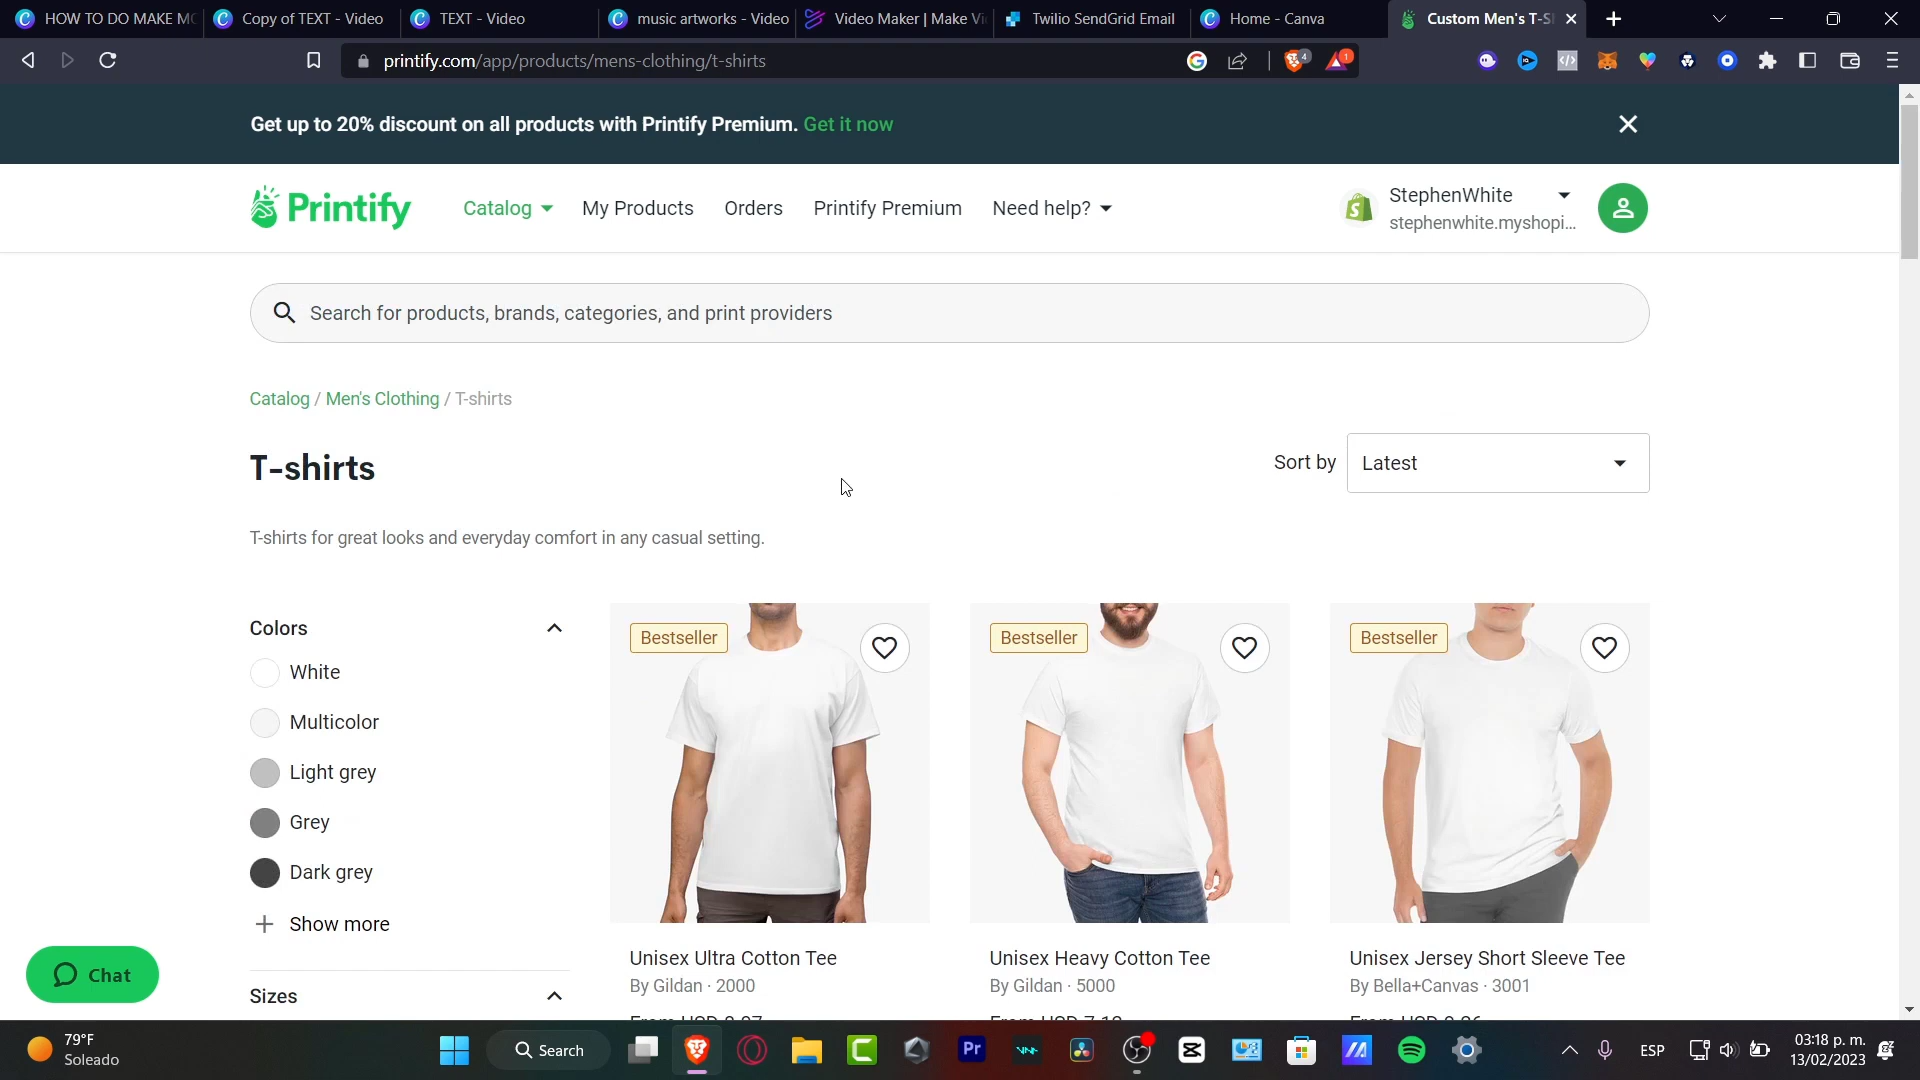 HOW TO DO MAKE MO
Copy of TEXT - Video
TEXT - Video
music artworks - Video
Video Maker | Make Vi
Twilio SendGrid Email
Home - Canva
Custom Men's T-S
printify.com/app/products/mens-clothing/t-shirts
4
1
Get up to 20% discount on all products with Printify Premium. Get it now
Printify
Catalog
My Products
Orders
Printify Premium
Need help?
StephenWhite
stephenwhite.myshopi...
Search for products, brands, categories, and print providers
Catalog / Men's Clothing / T-shirts
T-shirts
Sort by
Latest
T-shirts for great looks and everyday comfort in any casual setting.
Colors
White
Multicolor
Light grey
Grey
Dark grey
Show more
Sizes
Bestseller
Bestseller
Bestseller
Unisex Ultra Cotton Tee
By Gildan · 2000
Unisex Heavy Cotton Tee
By Gildan · 5000
Unisex Jersey Short Sleeve Tee
By Bella+Canvas · 3001
Chat
79°F
Soleado
Search
Pr
ESP
03:18 p. m.
13/02/2023